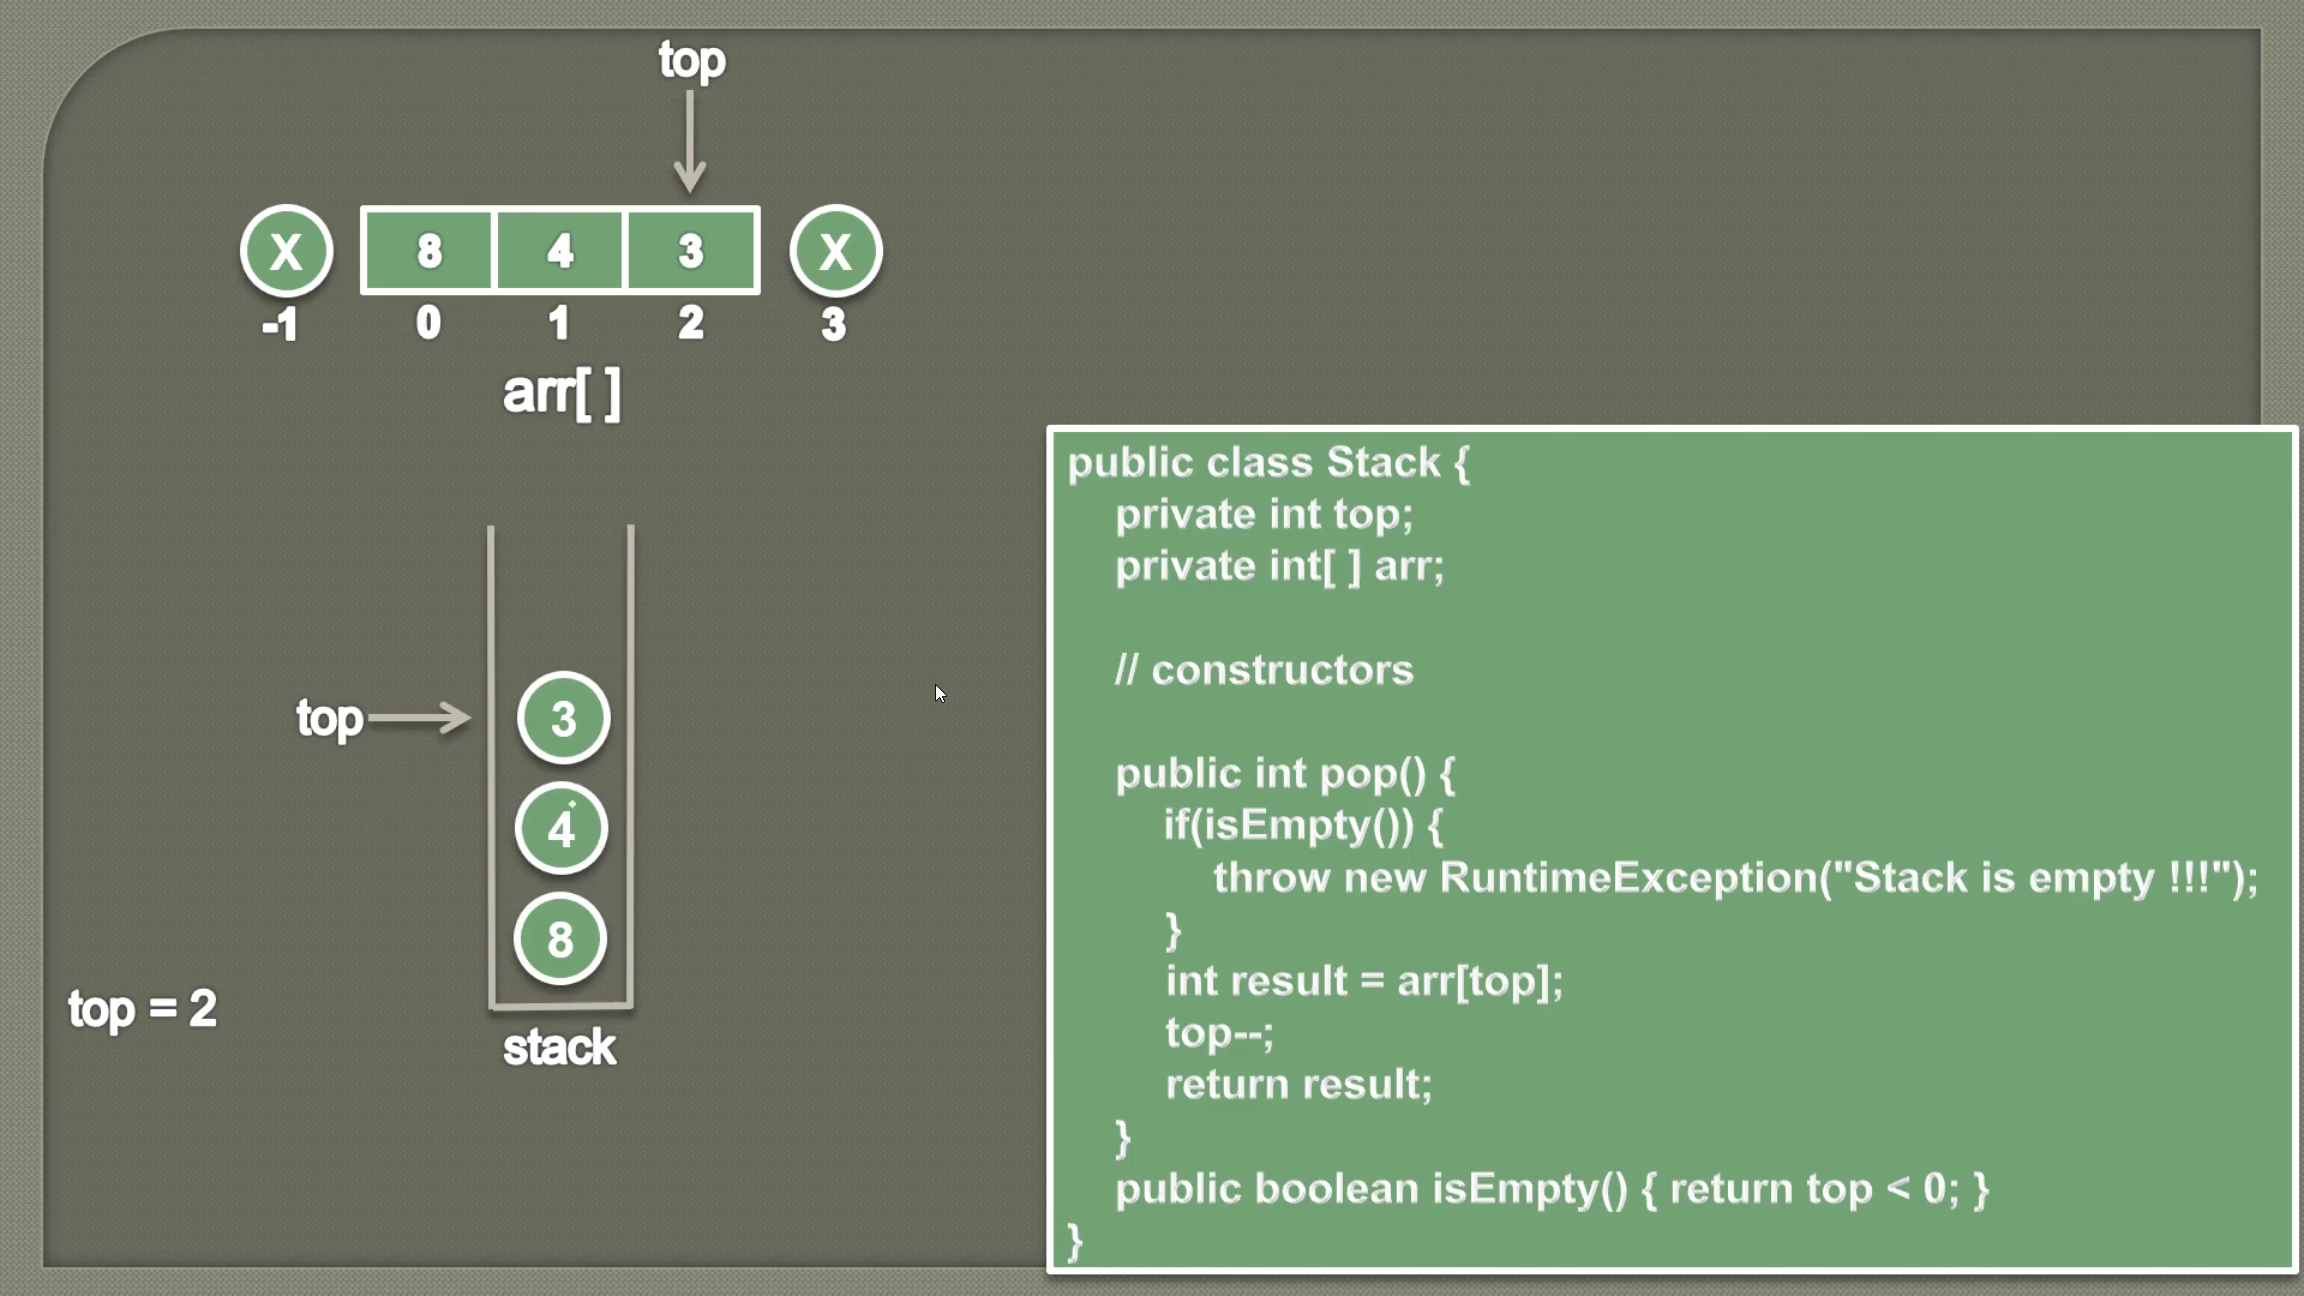 top
X 8 4 3 X
-1 0 1 2 3
arr[ ]
top
3
4
8
top = 2
stack
public class Stack {
private int top;
private int[ ] arr;
// constructors
public int pop() {
if(isEmpty()) {
throw new RuntimeException("Stack is empty !!!");
}
int result = arr[top];
top--;
return result;
}
public boolean isEmpty() { return top < 0; }
}